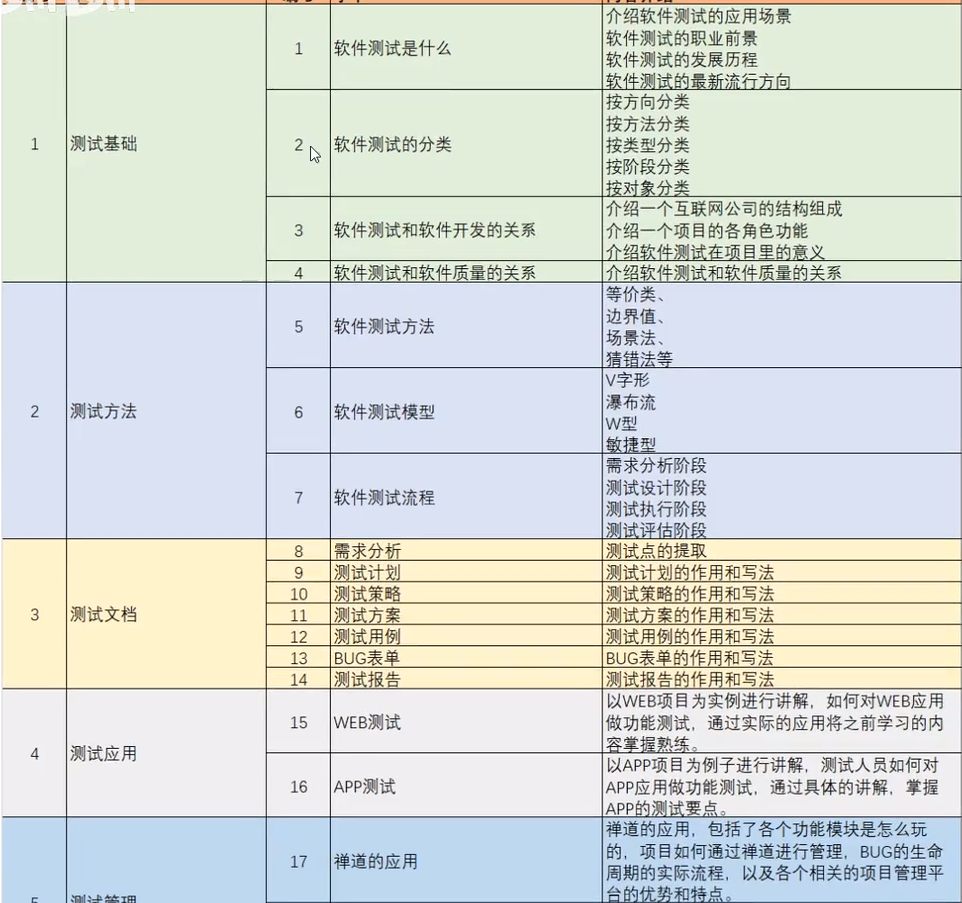 1
测试基础
1
软件测试是什么
介绍软件测试的应用场景
软件测试的职业前景
软件测试的发展历程
软件测试的最新流行方向
2
软件测试的分类
按方向分类
按方法分类
按类型分类
按阶段分类
按对象分类
3
软件测试和软件开发的关系
介绍一个互联网公司的结构组成
介绍一个项目的各角色功能
介绍软件测试在项目里的意义
4
软件测试和软件质量的关系
介绍软件测试和软件质量的关系
2
测试方法
5
软件测试方法
等价类、
边界值、
场景法、
猜错法等
6
软件测试模型
V字形
瀑布流
W型
敏捷型
7
软件测试流程
需求分析阶段
测试设计阶段
测试执行阶段
测试评估阶段
3
测试文档
8
需求分析
测试点的提取
9
测试计划
测试计划的作用和写法
10
测试策略
测试策略的作用和写法
11
测试方案
测试方案的作用和写法
12
测试用例
测试用例的作用和写法
13
BUG表单
BUG表单的作用和写法
14
测试报告
测试报告的作用和写法
4
测试应用
15
WEB测试
以WEB项目为实例进行讲解，如何对WEB应用
做功能测试，通过实际的应用将之前学习的内
容掌握熟练。
16
APP测试
以APP项目为例子进行讲解，测试人员如何对
APP应用做功能测试，通过具体的讲解，掌握
APP的测试要点。
5
测试管理
17
禅道的应用
禅道的应用，包括了各个功能模块是怎么玩
的，项目如何通过禅道进行管理，BUG的生命
周期的实际流程，以及各个相关的项目管理平
台的优势和特点。